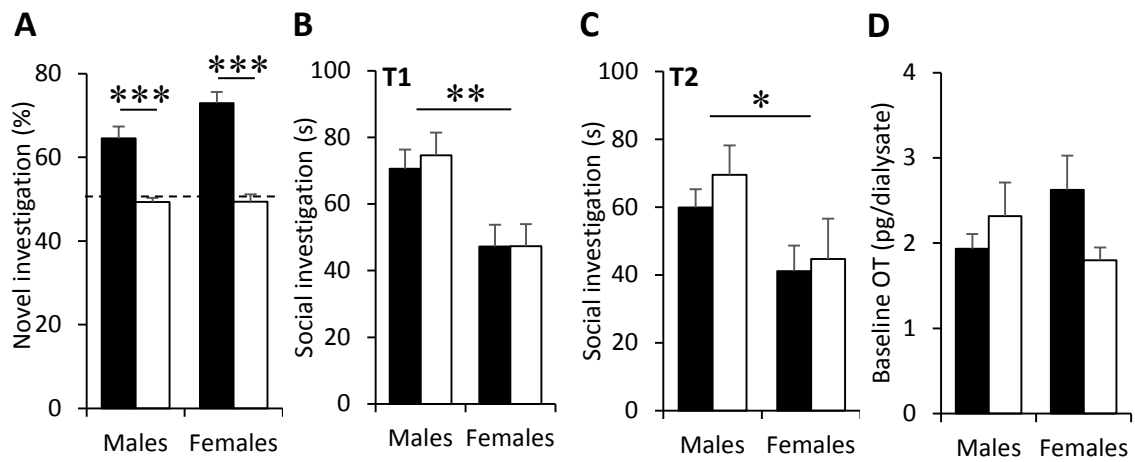 A
Novel investigation (%)
80
60
40
20
0
***
***
Males
Females
B
Social investigation (s)
100
80
60
40
20
0
T1
**
Males
Females
C
Social investigation (s)
100
80
60
40
20
0
T2
*
Males
Females
D
Baseline OT (pg/dialysate)
4
3
2
1
0
Males
Females